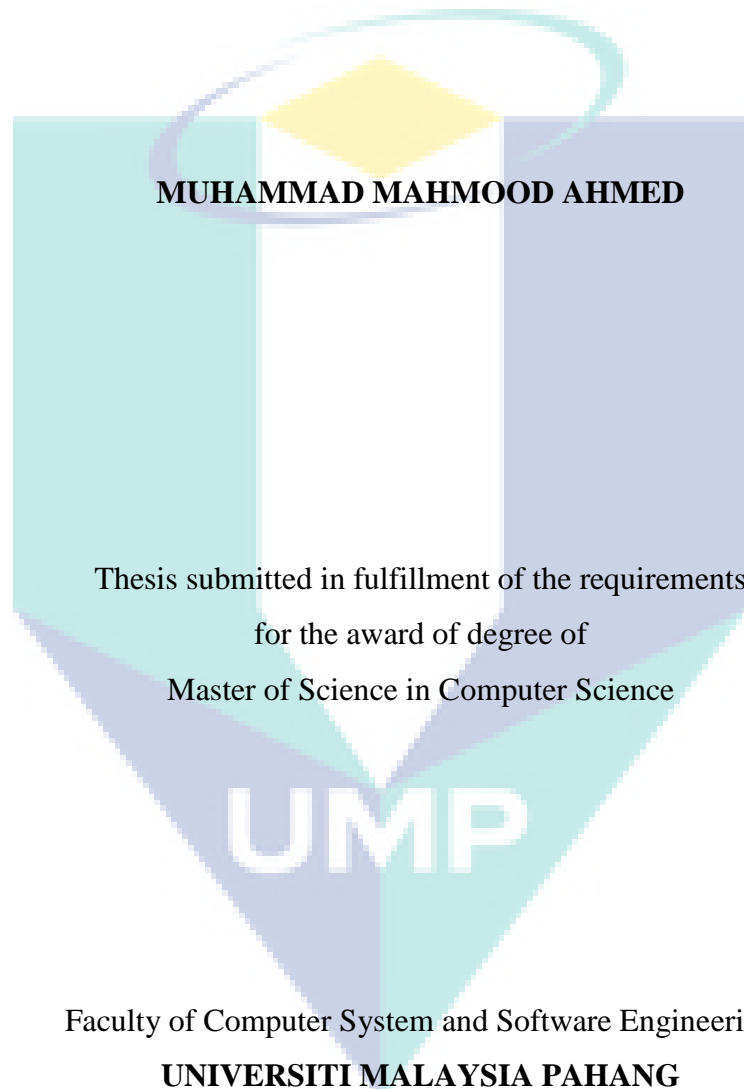 MUHAMMAD MAHMOOD AHMED
Thesis submitted in fulfillment of the requirements
for the award of degree of
Master of Science in Computer Science
UMP
Faculty of Computer System and Software Engineeri
UNIVERSITI MALAYSIA PAHANG